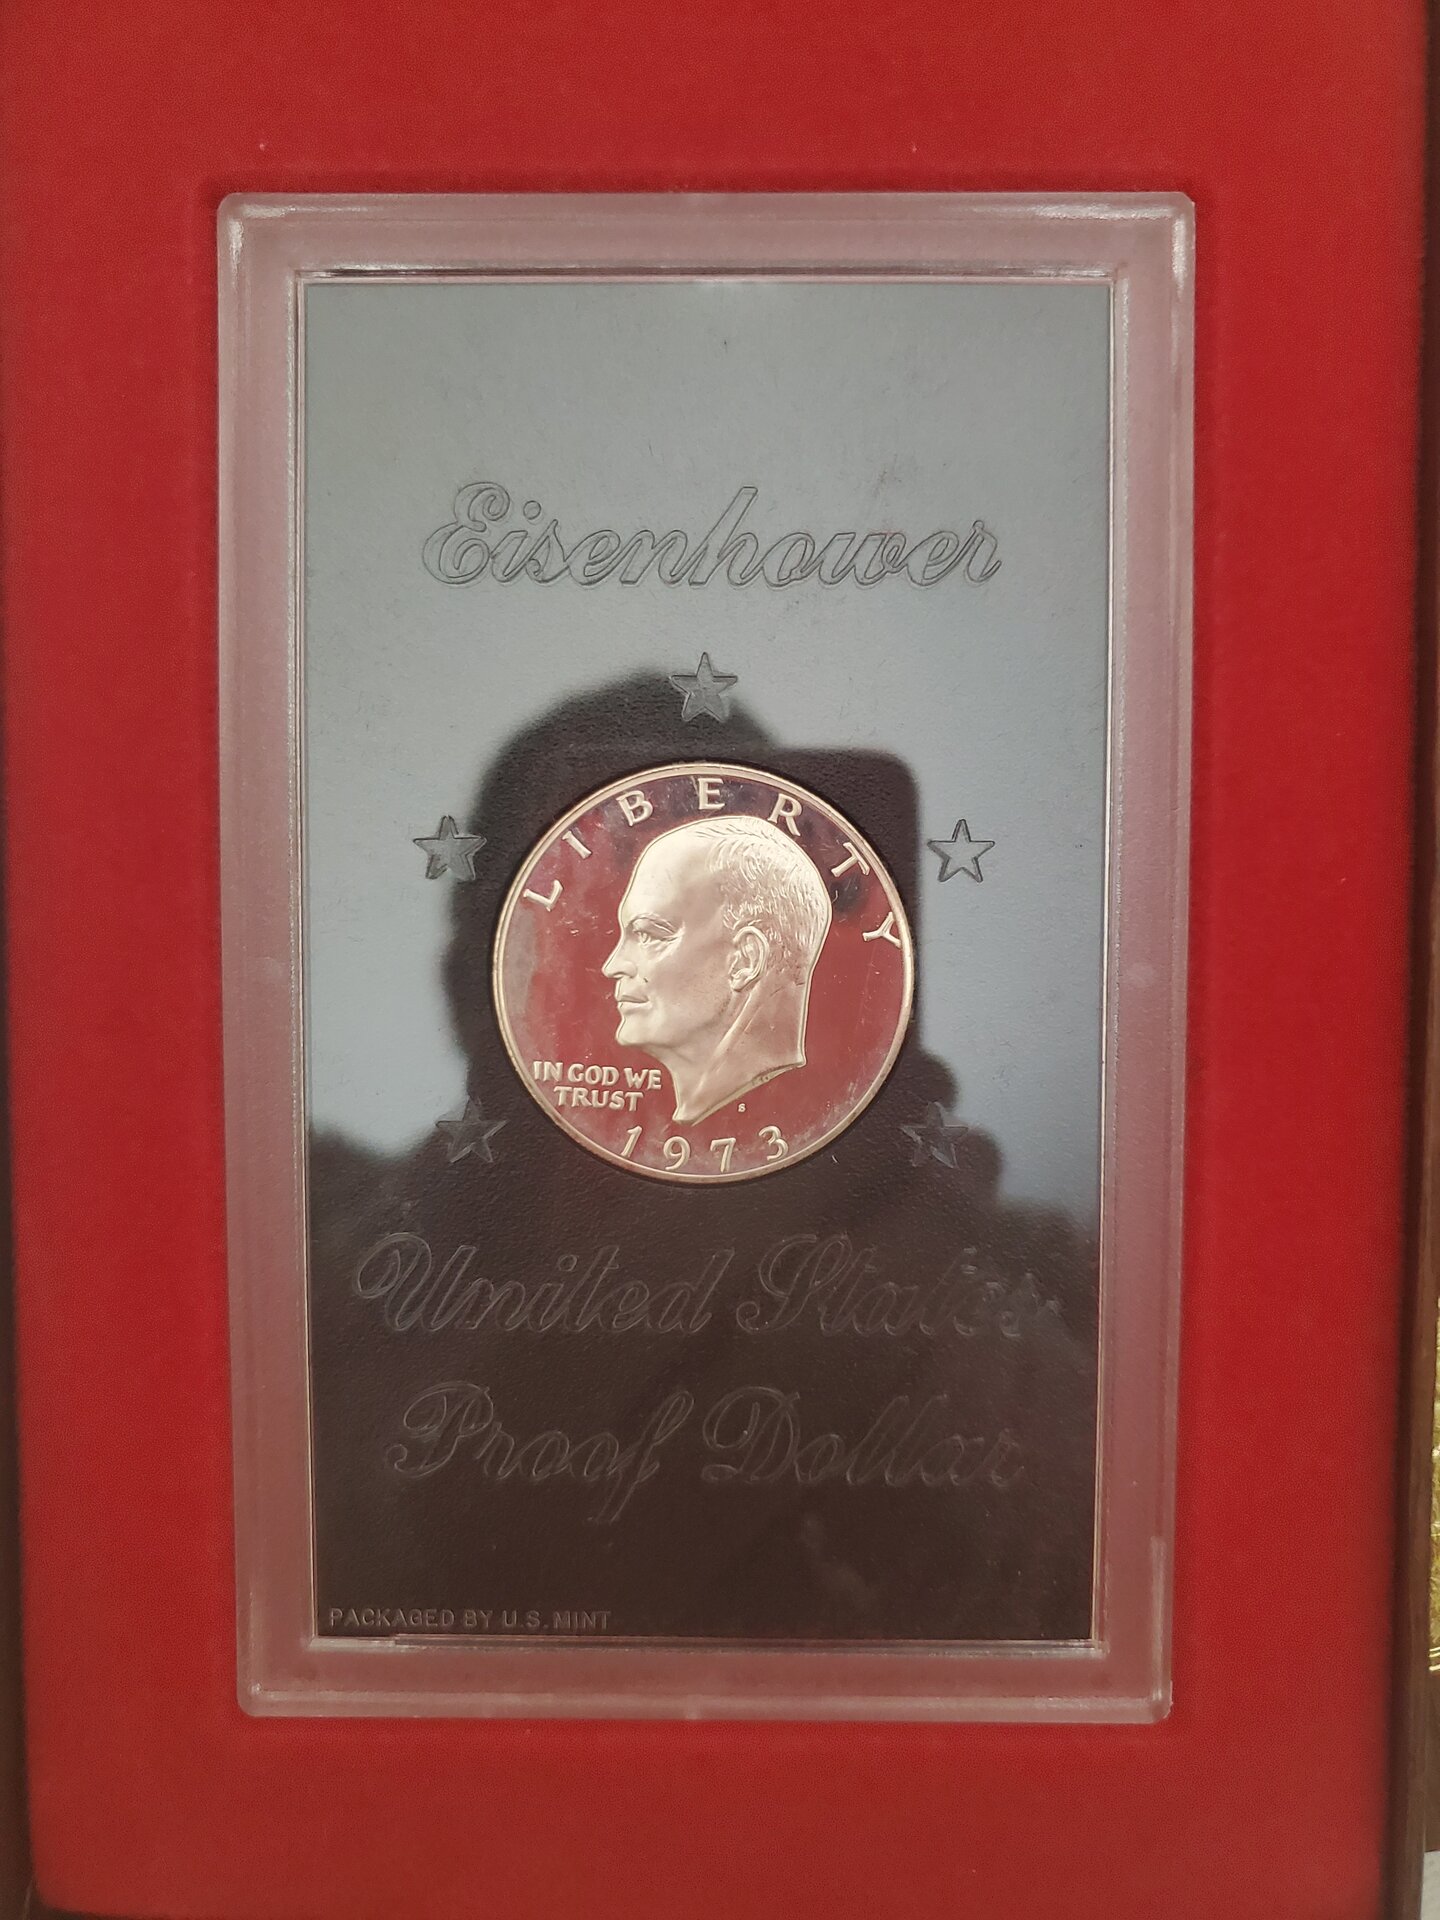 Eisenhower
LIBERTY
IN GOD WE
TRUST
S
1973
United States
Proof Dollar
PACKAGED BY U.S. MINT